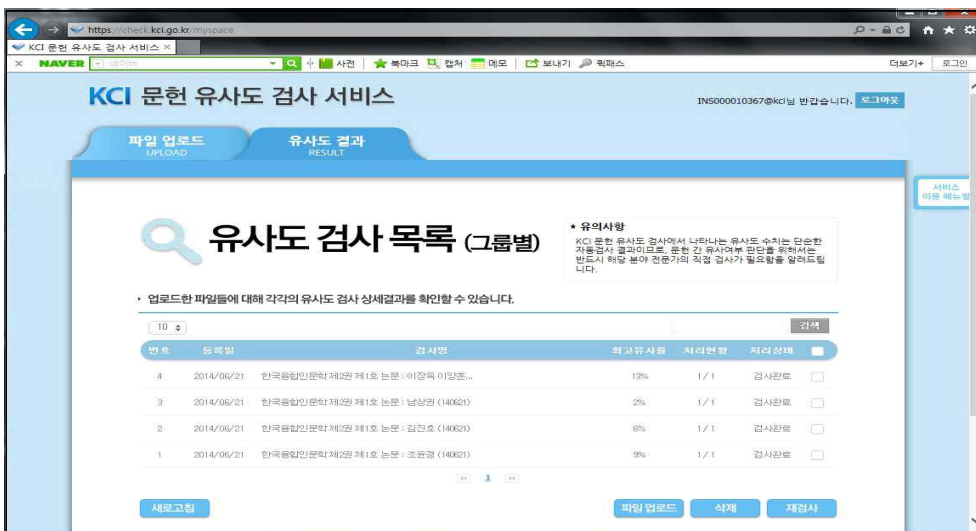 https://check.kci.go.kr/myspace
KCI 문헌 유사도 검사 서비스 ×
× NAVER 네이버 사전 북마크 캡처 메모 보내기 퀵패스 더보기+ 로그인
KCI 문헌 유사도 검사 서비스
INS000010367@kci님 반갑습니다. 로그아웃
파일 업로드 유사도 결과
UPLOAD RESULT
서비스
이용 매뉴얼
유사도 검사 목록 (그룹별)
* 유의사항
KCI 문헌 유사도 검사에서 나타나는 유사도 수치는 단순한
자동검사 결과이므로, 문헌 간 유사여부 판단을 위해서는
반드시 해당 분야 전문가의 직접 검사가 필요함을 알려드립
니다.
업로드한 파일들에 대해 각각의 유사도 검사 상세결과를 확인할 수 있습니다.
10 검색
번호 등록일 검사명 최고유사률 처리현황 처리상태
4 2014/06/21 한국융합인문학 제2권 제1호 논문 : 이장욱 이양훈... 13% 1 / 1 검사완료
3 2014/06/21 한국융합인문학 제2권 제1호 논문 : 남상권 (140621) 2% 1 / 1 검사완료
2 2014/06/21 한국융합인문학 제2권 제1호 논문 : 김진호 (140621) 6% 1 / 1 검사완료
1 2014/06/21 한국융합인문학 제2권 제1호 논문 : 조윤경 (140621) 9% 1 / 1 검사완료
1
새로고침 파일 업로드 삭제 재검사